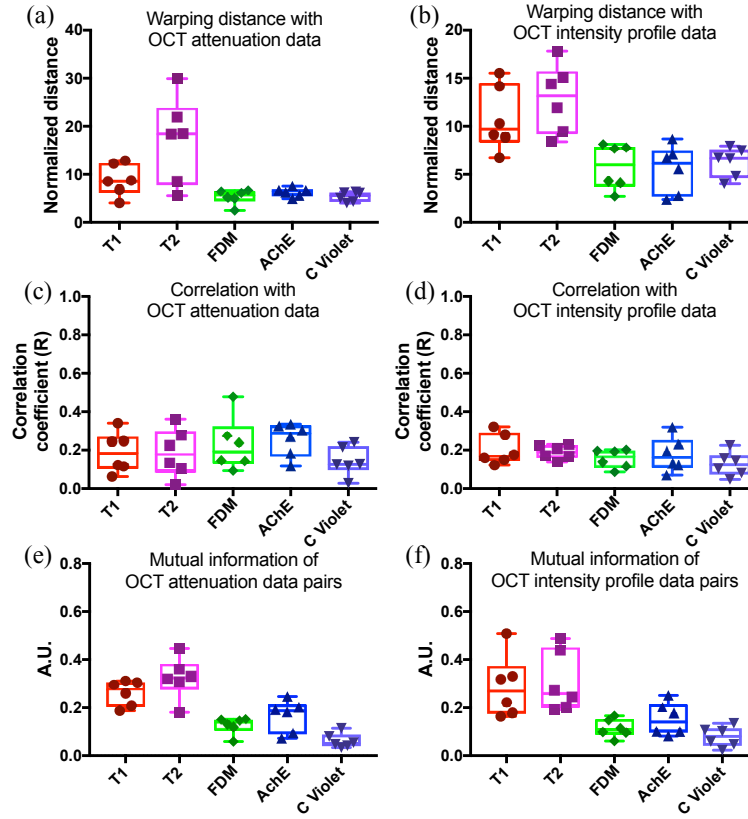 (a)
Warping distance with
OCT attenuation data
Normalized distance
40
30
20
10
0
T1
T2
FDM
AChE
C Violet
(b)
Warping distance with
OCT intensity profile data
Normalized distance
20
15
10
5
0
T1
T2
FDM
AChE
C Violet
(c)
Correlation with
OCT attenuation data
Correlation
coefficient (R)
1.0
0.8
0.6
0.4
0.2
0.0
T1
T2
FDM
AChE
C Violet
(d)
Correlation with
OCT intensity profile data
Correlation
coefficient (R)
1.0
0.8
0.6
0.4
0.2
0.0
T1
T2
FDM
AChE
C Violet
(e)
Mutual information of
OCT attenuation data pairs
A.U.
0.8
0.6
0.4
0.2
0.0
T1
T2
FDM
AChE
C Violet
(f)
Mutual information of
OCT intensity profile data pairs
A.U.
0.8
0.6
0.4
0.2
0.0
T1
T2
FDM
AChE
C Violet